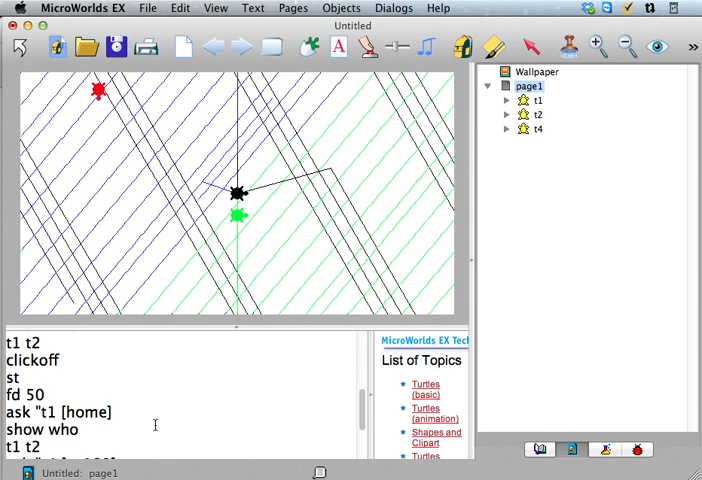 MicroWorlds EX File Edit View Text Pages Objects Dialogs Help
Untitled
A
Wallpaper
page1
t1
t2
t4
t1 t2
clickoff
st
fd 50
ask "t1 [home]
show who
t1 t2
MicroWorlds EX Tech
List of Topics
Turtles
(basic)
Turtles
(animation)
Shapes and
Clipart
Turtles
Untitled: page1